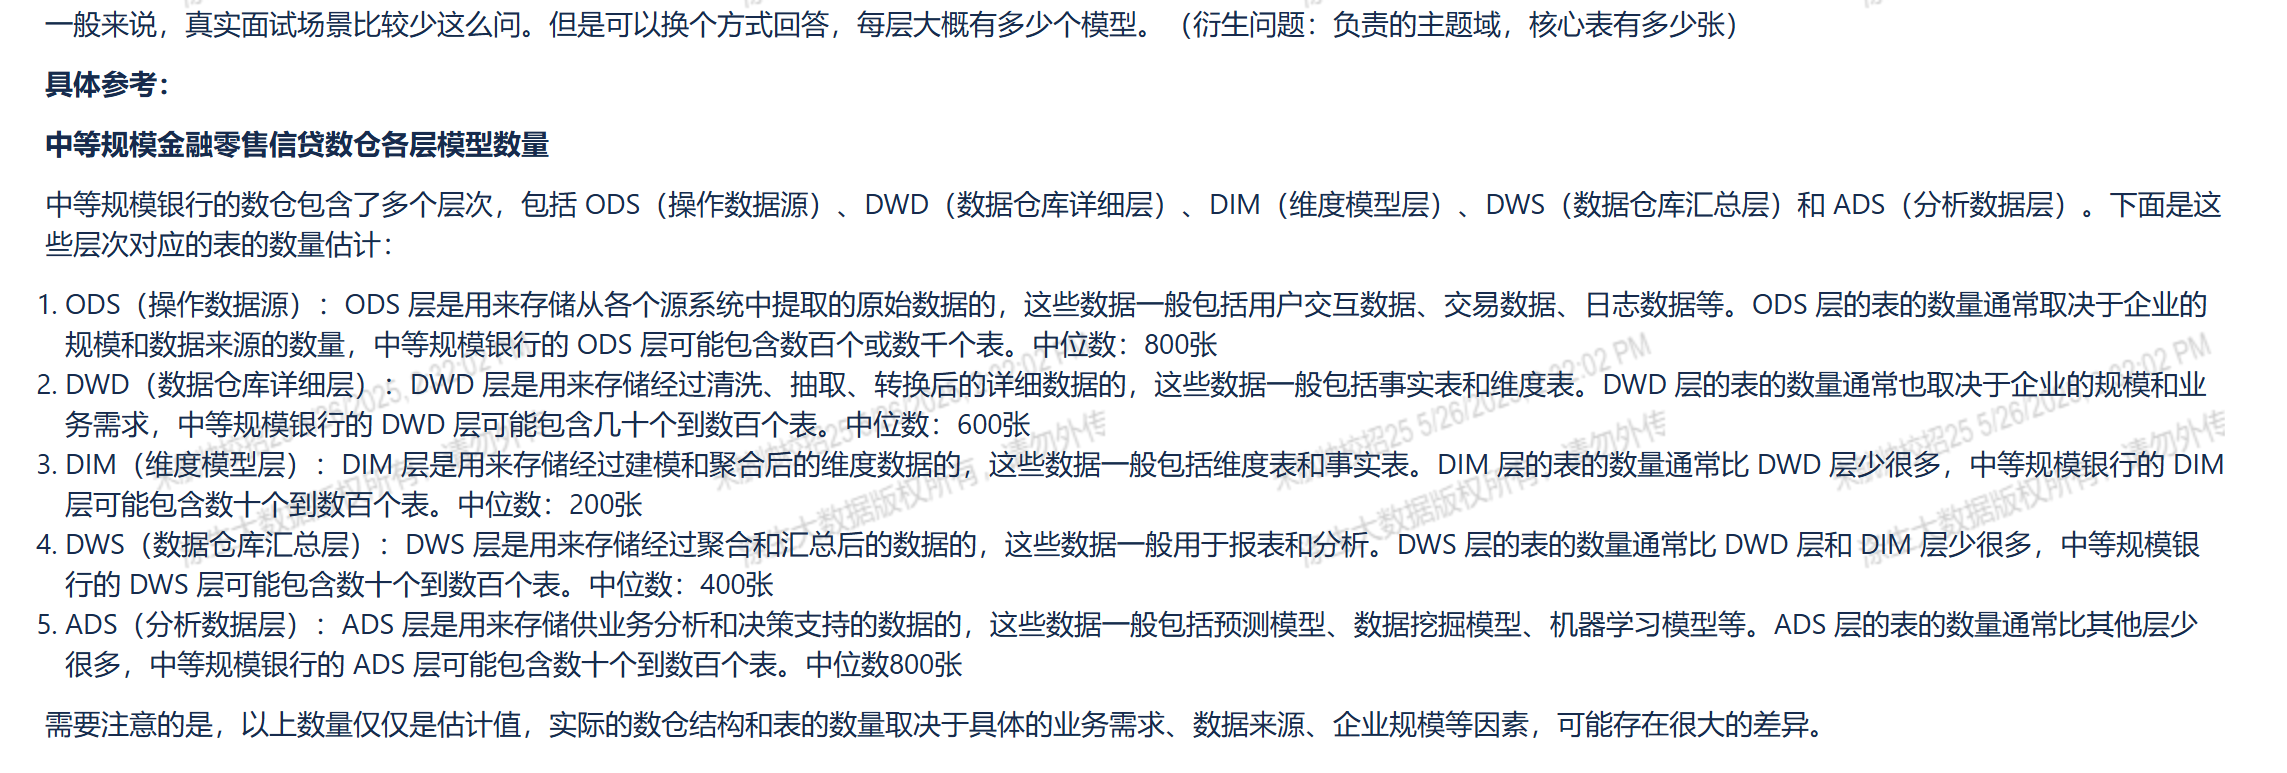 一般来说，真实面试场景比较少这么问。但是可以换个方式回答，每层大概有多少个模型。（衍生问题：负责的主题域，核心表有多少张）
具体参考：
中等规模金融零售信贷数仓各层模型数量
中等规模银行的数仓包含了多个层次，包括 ODS（操作数据源）、DWD（数据仓库详细层）、DIM（维度模型层）、DWS（数据仓库汇总层）和 ADS（分析数据层）。下面是这
些层次对应的表的数量估计：
1. ODS（操作数据源）：ODS 层是用来存储从各个源系统中提取的原始数据的，这些数据一般包括用户交互数据、交易数据、日志数据等。ODS 层的表的数量通常取决于企业的
规模和数据来源的数量，中等规模银行的 ODS 层可能包含数百个或数千个表。中位数：800张
2. DWD（数据仓库详细层）：DWD 层是用来存储经过清洗、抽取、转换后的详细数据的，这些数据一般包括事实表和维度表。DWD 层的表的数量通常也取决于企业的规模和业
务需求，中等规模银行的 DWD 层可能包含几十个到数百个表。中位数：600张
3. DIM（维度模型层）：DIM 层是用来存储经过建模和聚合后的维度数据的，这些数据一般包括维度表和事实表。DIM 层的表的数量通常比 DWD 层少很多，中等规模银行的 DIM
层可能包含数十个到数百个表。中位数：200张
4. DWS（数据仓库汇总层）：DWS 层是用来存储经过聚合和汇总后的数据的，这些数据一般用于报表和分析。DWS 层的表的数量通常比 DWD 层和 DIM 层少很多，中等规模银
行的 DWS 层可能包含数十个到数百个表。中位数：400张
5. ADS（分析数据层）：ADS 层是用来存储供业务分析和决策支持的数据的，这些数据一般包括预测模型、数据挖掘模型、机器学习模型等。ADS 层的表的数量通常比其他层少
很多，中等规模银行的 ADS 层可能包含数十个到数百个表。中位数800张
需要注意的是，以上数量仅仅是估计值，实际的数仓结构和表的数量取决于具体的业务需求、数据来源、企业规模等因素，可能存在很大的差异。